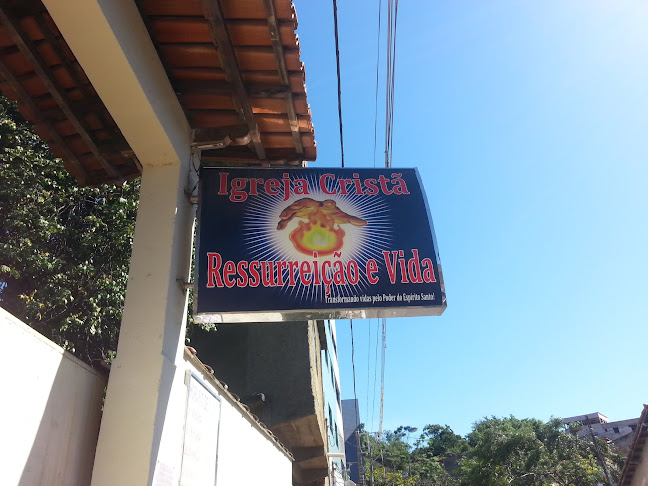 Igreja Cristã
Ressurreição e Vida
Transformando vidas pelo Poder do Espírito Santo!